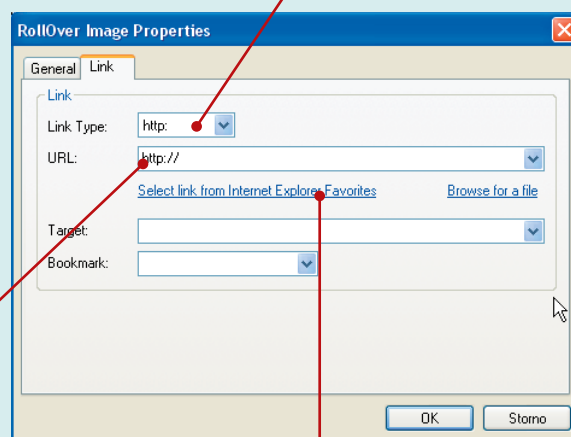 RollOver Image Properties
General Link
Link
Link Type: http:
URL: http://
Select link from Internet Explorer Favorites Browse for a file
Target:
Bookmark:
OK Storno